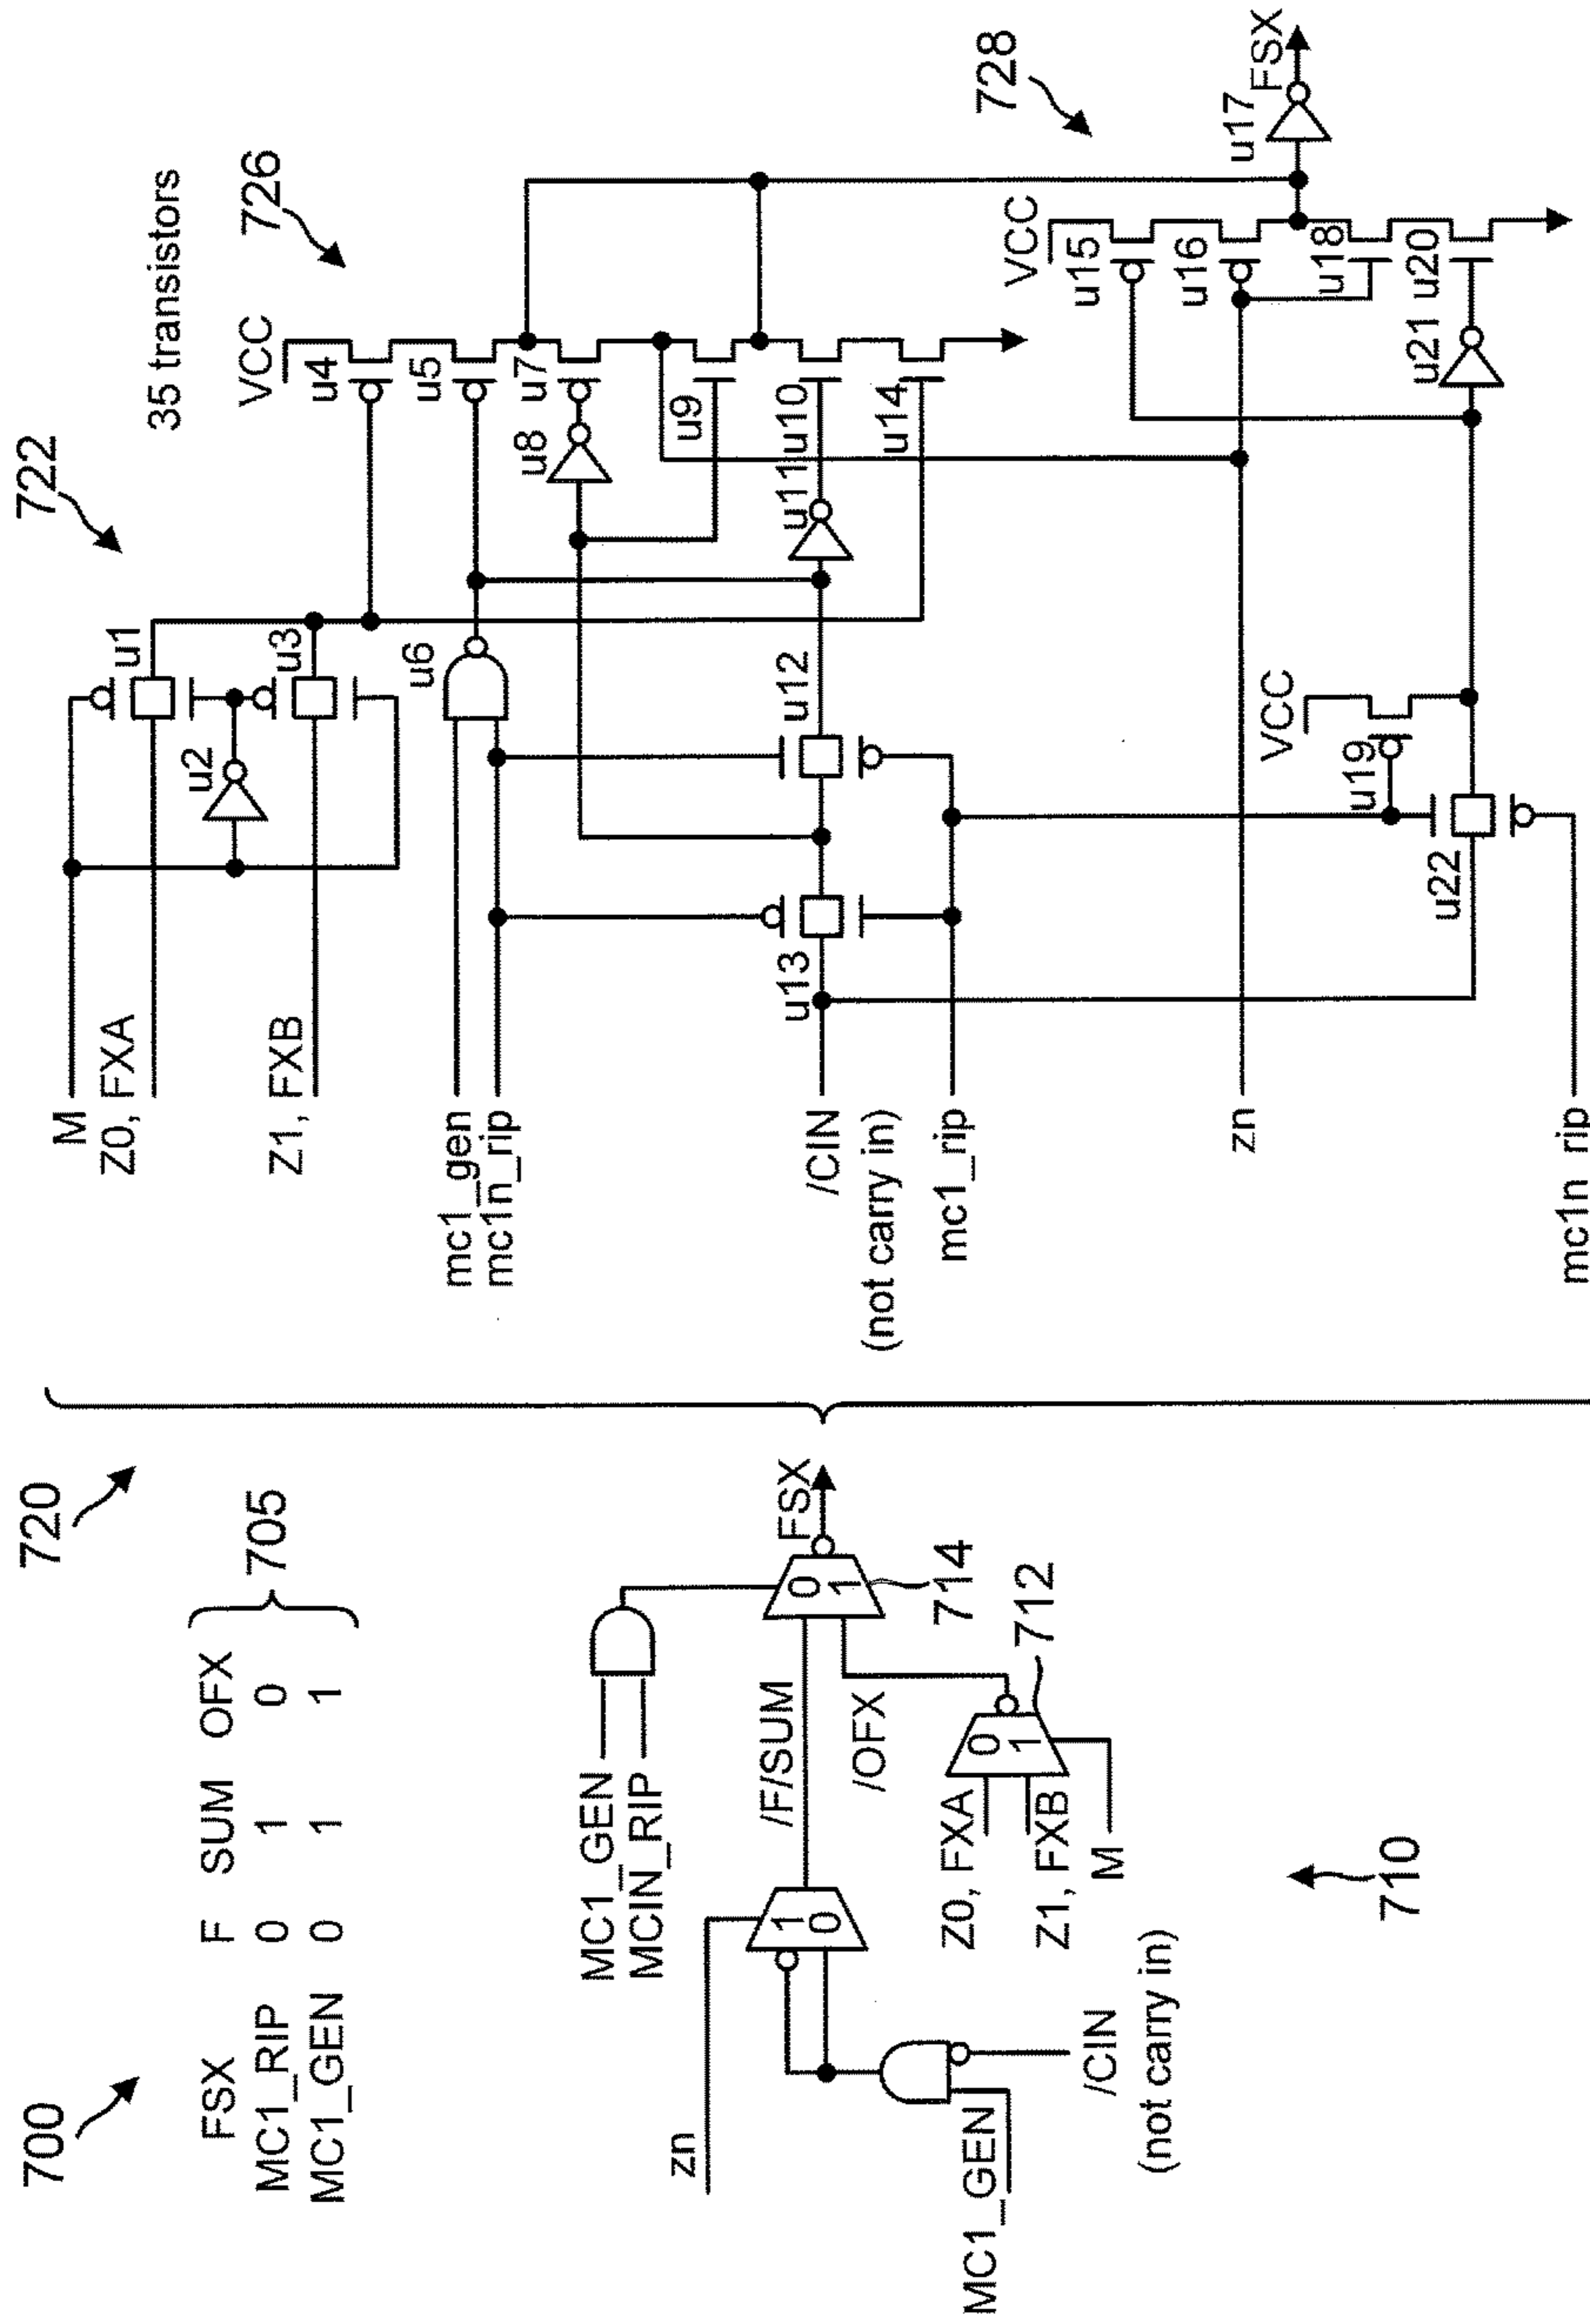 700
FSX F SUM OFX
MC1_RIP 0 1 0
MC1_GEN 0 1 1
705
720
zn
MC1_GEN
/CIN
(not carry in)
1
0
MC1_GEN
MCIN_RIP
/F/SUM
/OFX
0
1
FSX
714
712
Z0, FXA
Z1, FXB
M
0
1
710
722
35 transistors
726
728
M
Z0, FXA
Z1, FXB
mc1_gen
mc1n_rip
/CIN
(not carry in)
mc1_rip
zn
mc1n_rip
u1
u2
u3
VCC
u4
u5
u6
u7
u8
u9
u10
u11
u12
u13
u14
VCC
u15
u16
u17
FSX
u18
VCC
u19
u20
u21
u22